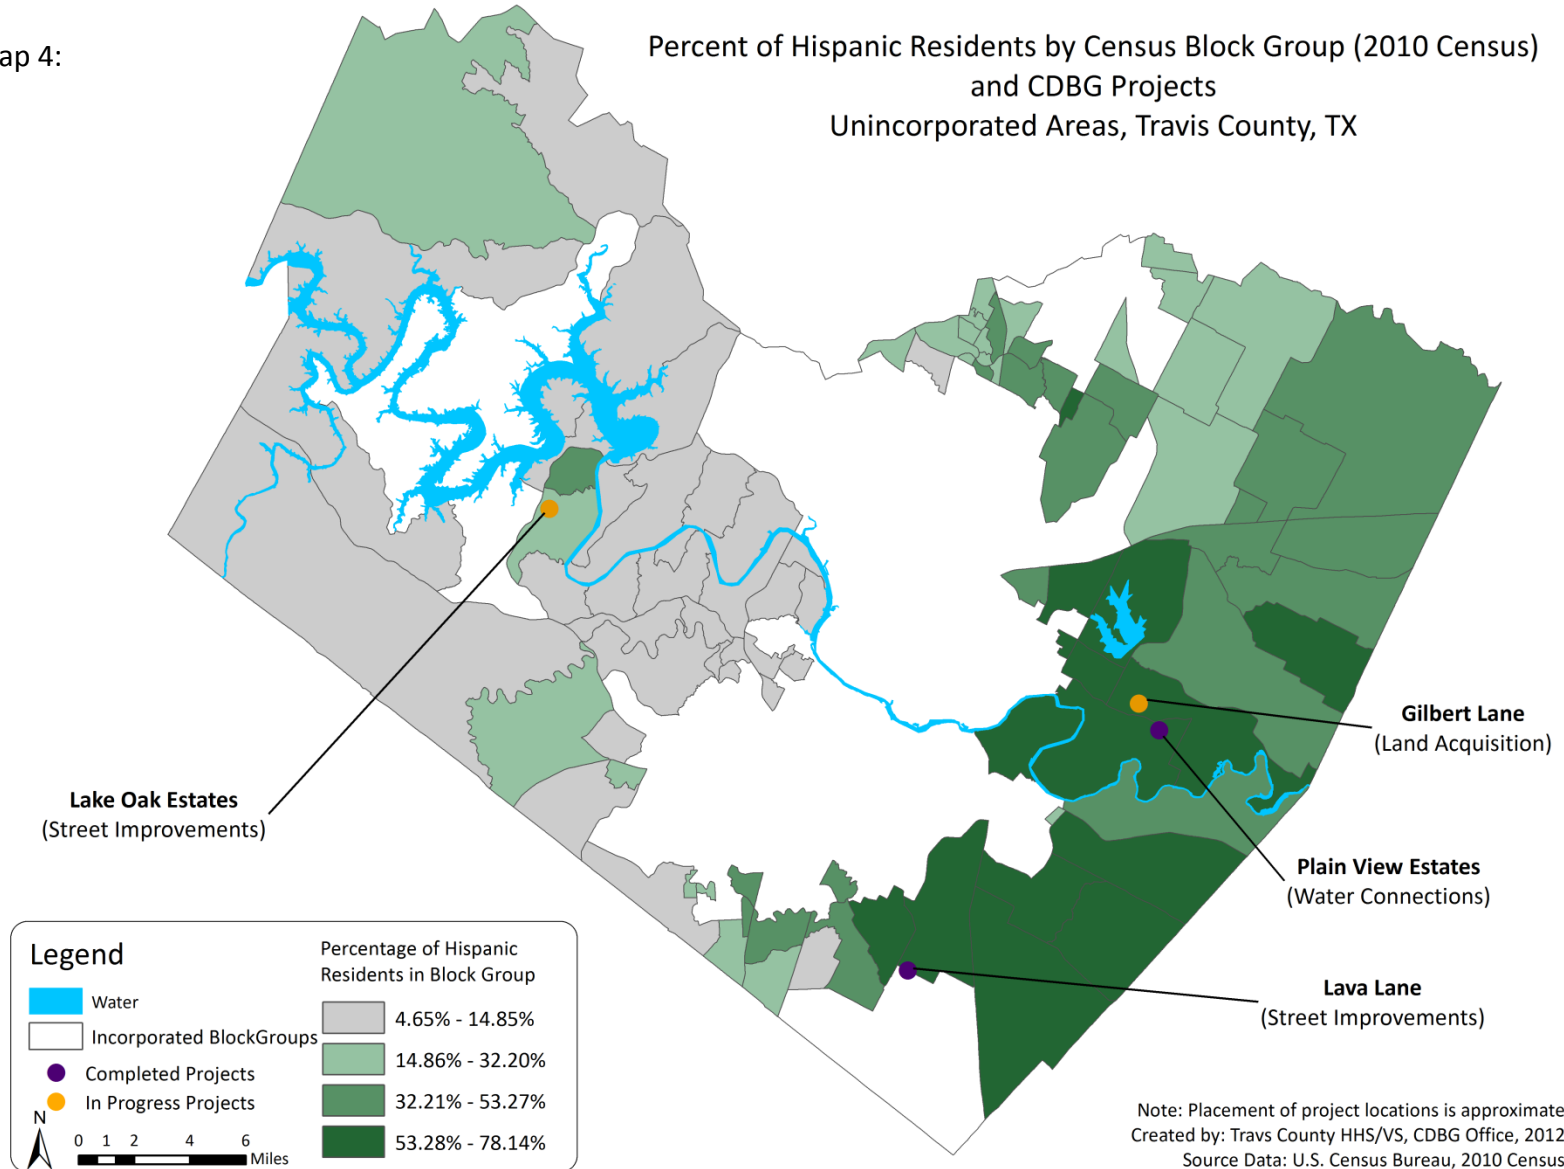 ap 4:
Percent of Hispanic Residents by Census Block Group (2010 Census)
and CDBG Projects
Unincorporated Areas, Travis County, TX
Gilbert Lane
(Land Acquisition)
Lake Oak Estates
(Street Improvements)
Plain View Estates
(Water Connections)
Lava Lane
(Street Improvements)
Legend
Water
Incorporated BlockGroups
Completed Projects
In Progress Projects
N
0 1 2 4 6
Miles
Percentage of Hispanic
Residents in Block Group
4.65% - 14.85%
14.86% - 32.20%
32.21% - 53.27%
53.28% - 78.14%
Note: Placement of project locations is approximate
Created by: Travs County HHS/VS, CDBG Office, 2012
Source Data: U.S. Census Bureau, 2010 Census